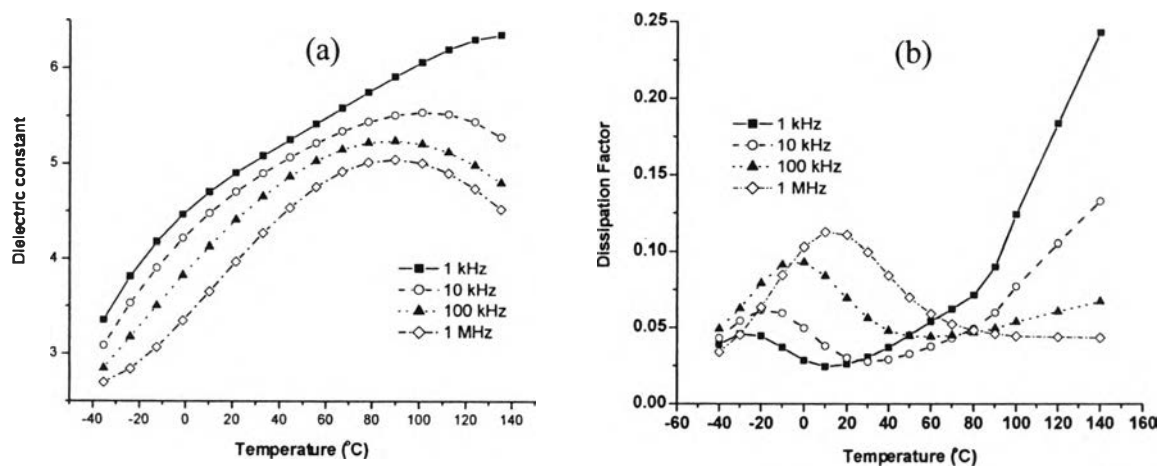 (a)
Dielectric constant
6
5
4
3
1 kHz
10 kHz
100 kHz
1 MHz
-40 -20 0 20 40 60 80 100 120 140
Temperature (°C)
(b)
Dissipation Factor
0.25
0.20
0.15
0.10
0.05
0.00
1 kHz
10 kHz
100 kHz
1 MHz
-60 -40 -20 0 20 40 60 80 100 120 140 160
Temperature (°C)